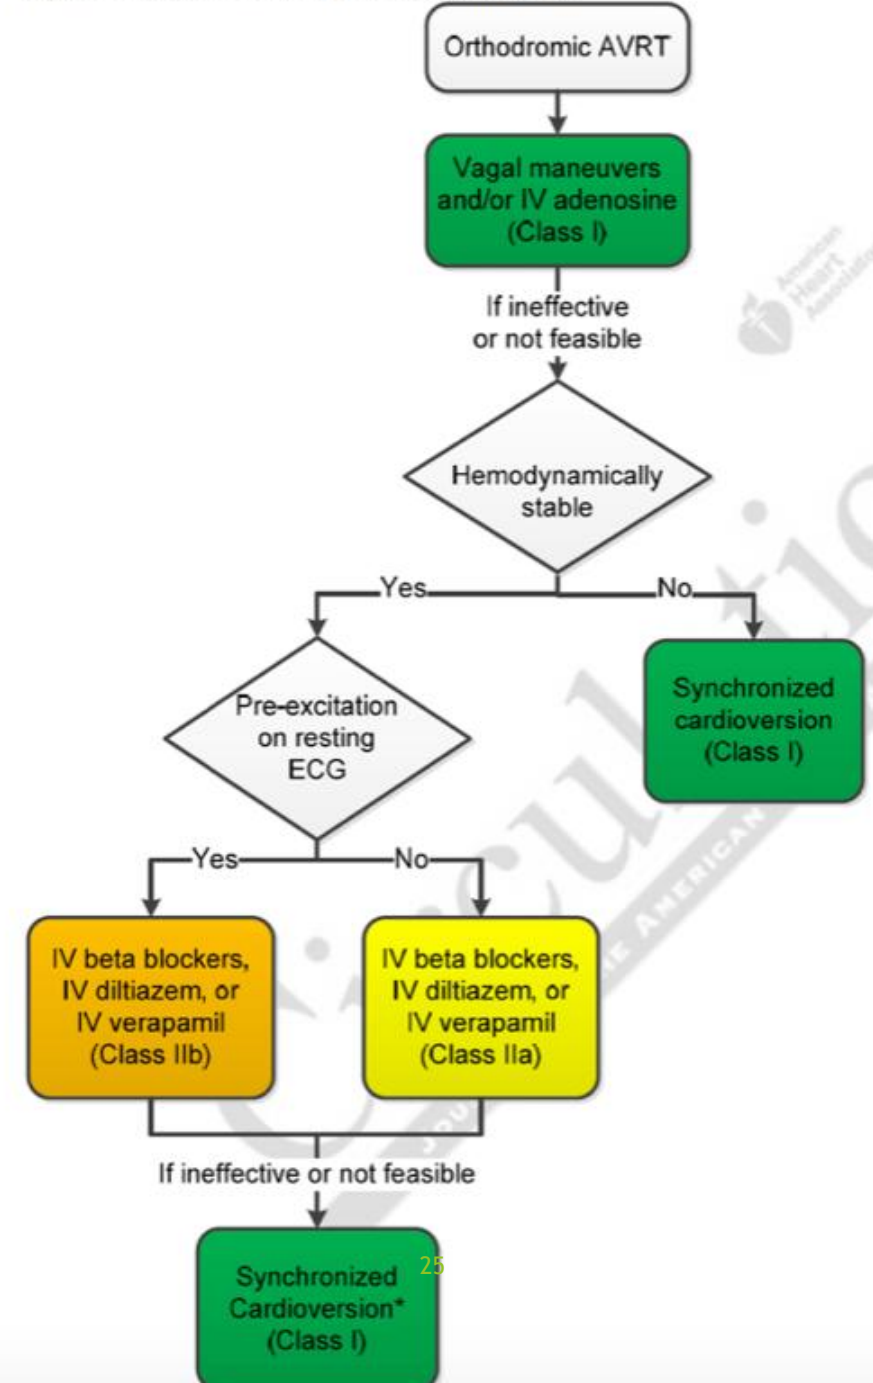 Orthodromic AVRT
Vagal maneuvers
and/or IV adenosine
(Class I)
American
Heart
Association
If ineffective
or not feasible
Hemodynamically
stable
Yes
No
Synchronized
cardioversion
(Class I)
Pre-excitation
on resting
ECG
Yes
No
IV beta blockers,
IV diltiazem, or
IV verapamil
(Class IIb)
IV beta blockers,
IV diltiazem, or
IV verapamil
(Class IIa)
If ineffective or not feasible
Synchronized
Cardioversion*
(Class I)
25